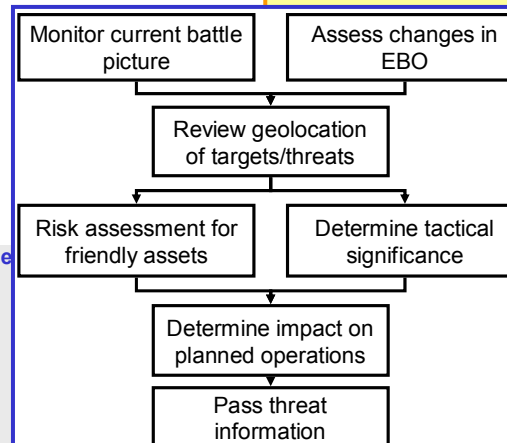 Monitor current battle
picture
Assess changes in
EBO
Review geolocation
of targets/threats
Risk assessment for
friendly assets
Determine tactical
significance
Determine impact on
planned operations
Pass threat
information